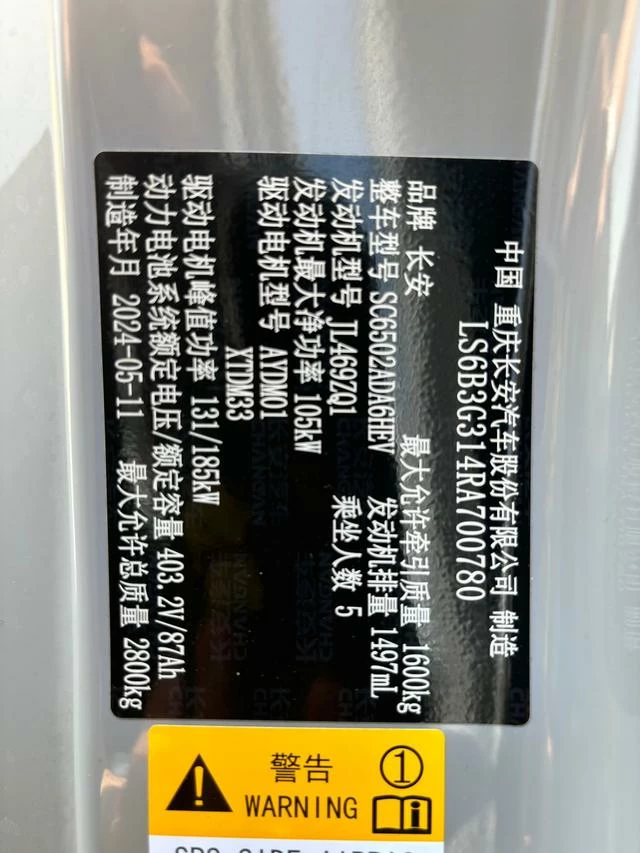 中国 重庆长安汽车股份有限公司 制造
LS6B3G314RA700780
品牌 长安 最大允许牵引质量 1600kg
整车型号 SC6502ADA6HEV 发动机排量 1497mL
发动机型号 JL469ZQ1 乘坐人数 5
发动机最大净功率 105kW
驱动电机型号 AYDM01
XTDM33
驱动电机峰值功率 131/185kW
动力电池系统额定电压/额定容量 403.2V/87Ah
制造年月 2024-05-11 最大允许总质量 2800kg
警告 ①
WARNING